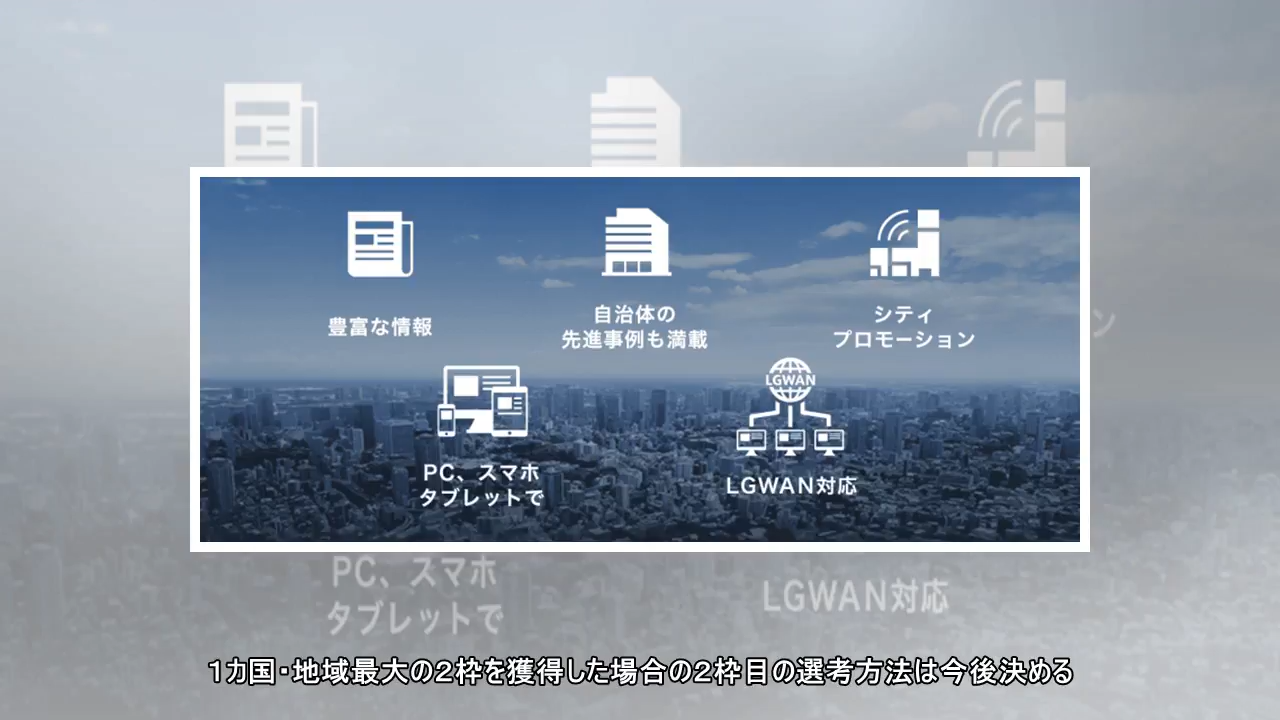 豊富な情報
自治体の
先進事例も満載
シティ
プロモーション
PC、スマホ
タブレットで
LGWAN
LGWAN対応
ン
PC、スマホ
タブレットで
LGWAN対応
1カ国・地域最大の2枠を獲得した場合の2枠目の選考方法は今後決める